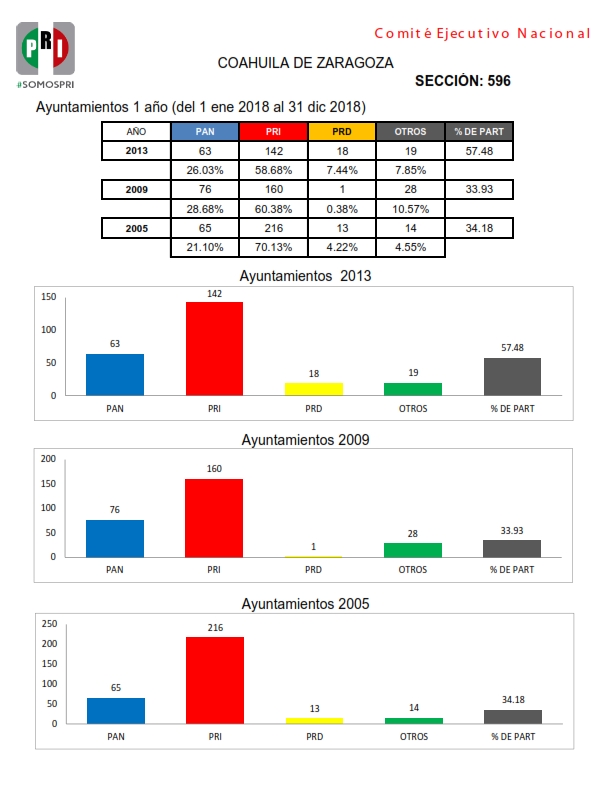 Comité Ejecutivo Nacional
PRI
#SOMOSPRI
COAHUILA DE ZARAGOZA
SECCIÓN: 596
Ayuntamientos 1 año (del 1 ene 2018 al 31 dic 2018)
AÑO PAN PRI PRD OTROS % DE PART
2013 63 142 18 19 57.48
26.03% 58.68% 7.44% 7.85%
2009 76 160 1 28 33.93
28.68% 60.38% 0.38% 10.57%
2005 65 216 13 14 34.18
21.10% 70.13% 4.22% 4.55%
Ayuntamientos 2013
150
100
50
0
63 142 18 19 57.48
PAN PRI PRD OTROS % DE PART
Ayuntamientos 2009
200
150
100
50
0
76 160 1 28 33.93
PAN PRI PRD OTROS % DE PART
Ayuntamientos 2005
250
200
150
100
50
0
65 216 13 14 34.18
PAN PRI PRD OTROS % DE PART